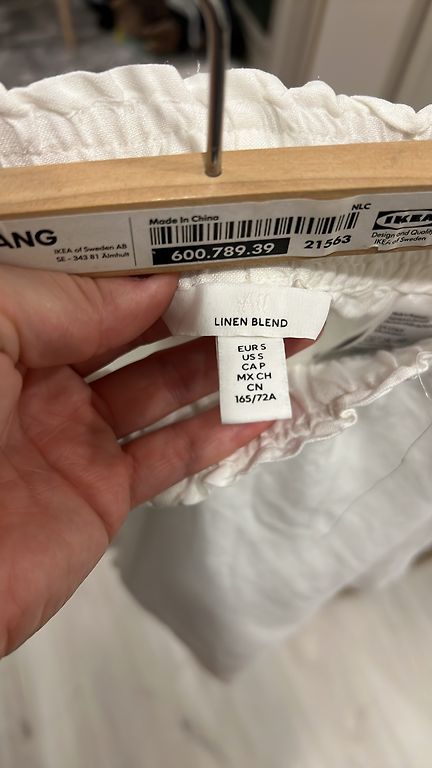 ANG
IKEA of Sweden AB
SE - 343 81 Älmhult
Made in China
NLC
600.789.39
21563
IKEA
Design and Quality
IKEA of Sweden
H&M
LINEN BLEND
EUR S
US S
CA P
MX CH
CN
165/72A